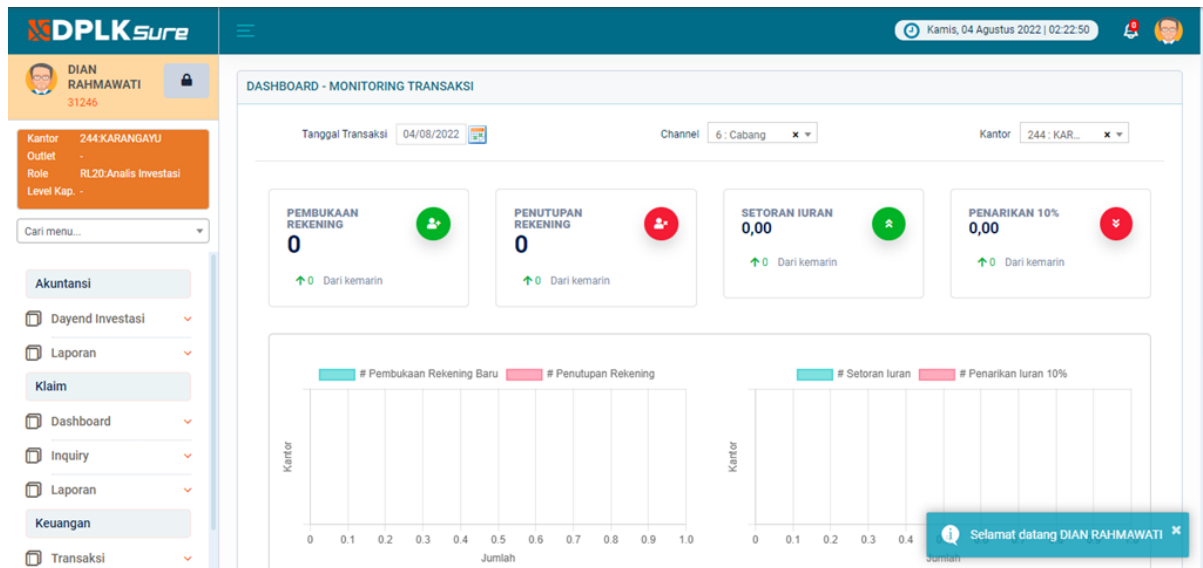 DPLKSure
Kamis, 04 Agustus 2022 | 02:22:50
DIAN
RAHMAWATI
31246
Kantor 244:KARANGAYU
Outlet -
Role RL20:Analis Investasi
Level Kap. -
Cari menu...
Akuntansi
Dayend Investasi
Laporan
Klaim
Dashboard
Inquiry
Laporan
Keuangan
Transaksi
DASHBOARD - MONITORING TRANSAKSI
Tanggal Transaksi 04/08/2022 Channel 6 : Cabang x Kantor 244 : KAR... x
PEMBUKAAN
REKENING
0
0 Dari kemarin
PENUTUPAN
REKENING
0
0 Dari kemarin
SETORAN IURAN
0,00
0 Dari kemarin
PENARIKAN 10%
0,00
0 Dari kemarin
# Pembukaan Rekening Baru # Penutupan Rekening
Kantor
0 0.1 0.2 0.3 0.4 0.5 0.6 0.7 0.8 0.9 1.0
Jumlah
# Setoran Iuran # Penarikan Iuran 10%
Kantor
0 0.1 0.2 0.3 0.4
Jumlah
Selamat datang DIAN RAHMAWATI ×